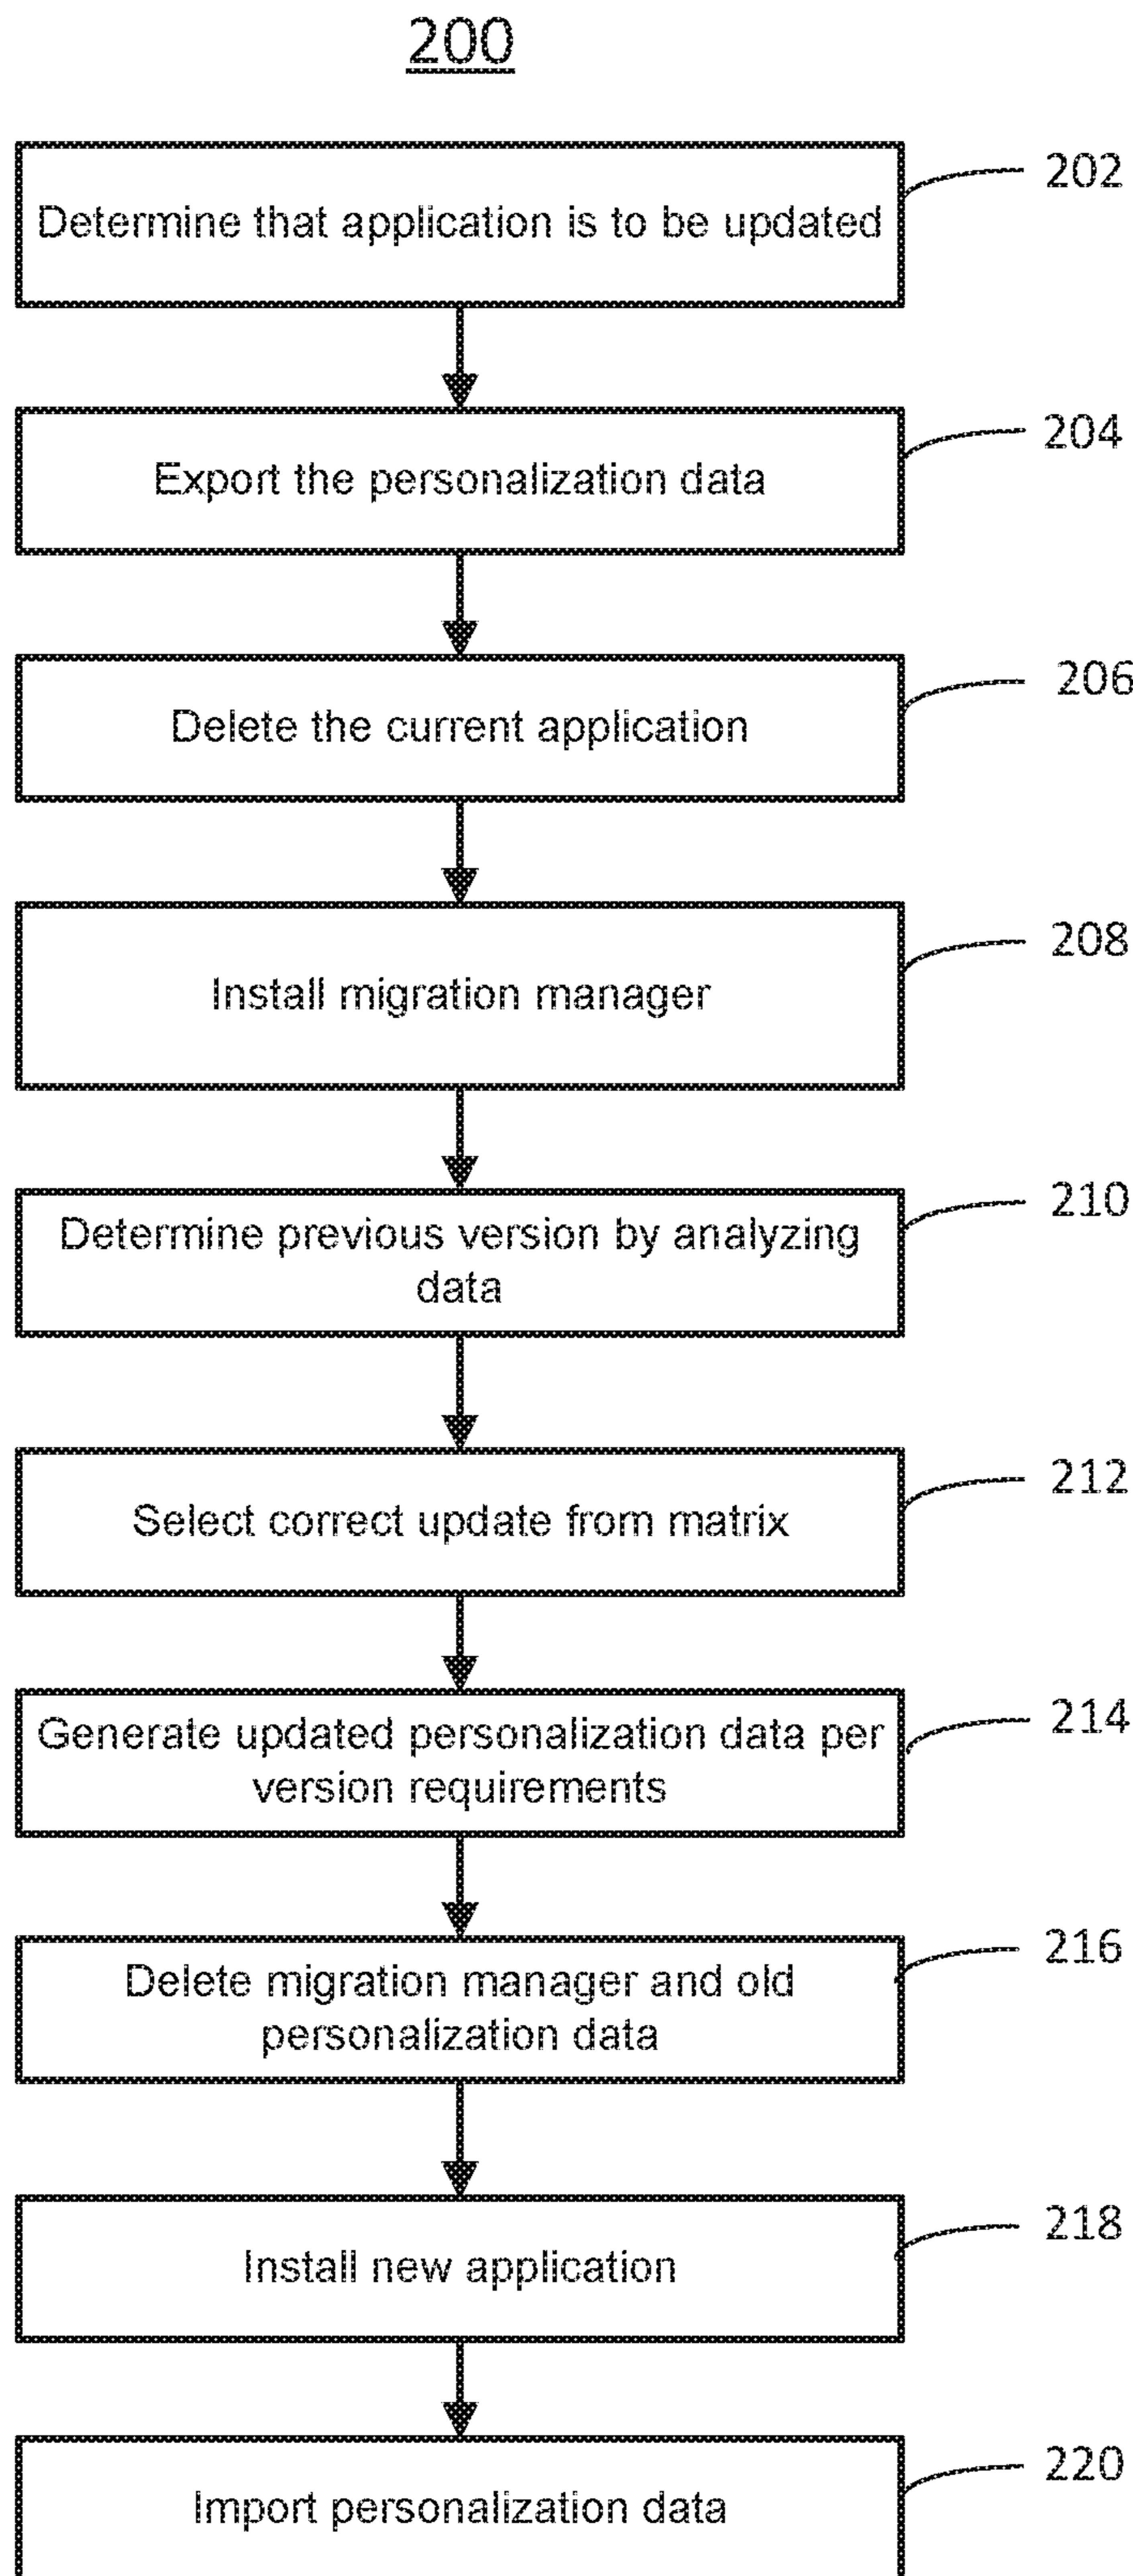 200
Determine that application is to be updated
202
Export the personalization data
204
Delete the current application
206
Install migration manager
208
Determine previous version by analyzing
data
210
Select correct update from matrix
212
Generate updated personalization data per
version requirements
214
Delete migration manager and old
personalization data
216
Install new application
218
Import personalization data
220